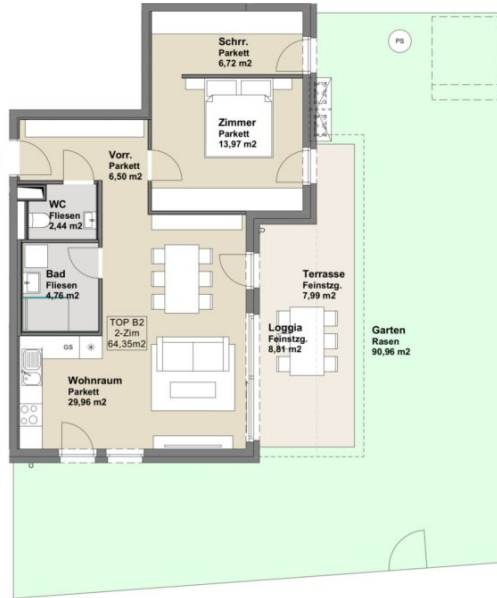 Schrr.
Parkett
6,72 m2
PS
Zimmer
Parkett
13,97 m2
Vorr.
Parkett
6,50 m2
WC
Fliesen
2,44 m2
Bad
Fliesen
4,76 m2
Terrasse
Feinstzg.
7,99 m2
TOP B2
2-Zim
64,35m2
Loggia
Feinstzg.
8,81 m2
Garten
Rasen
90,96 m2
GS
Wohnraum
Parkett
29,96 m2